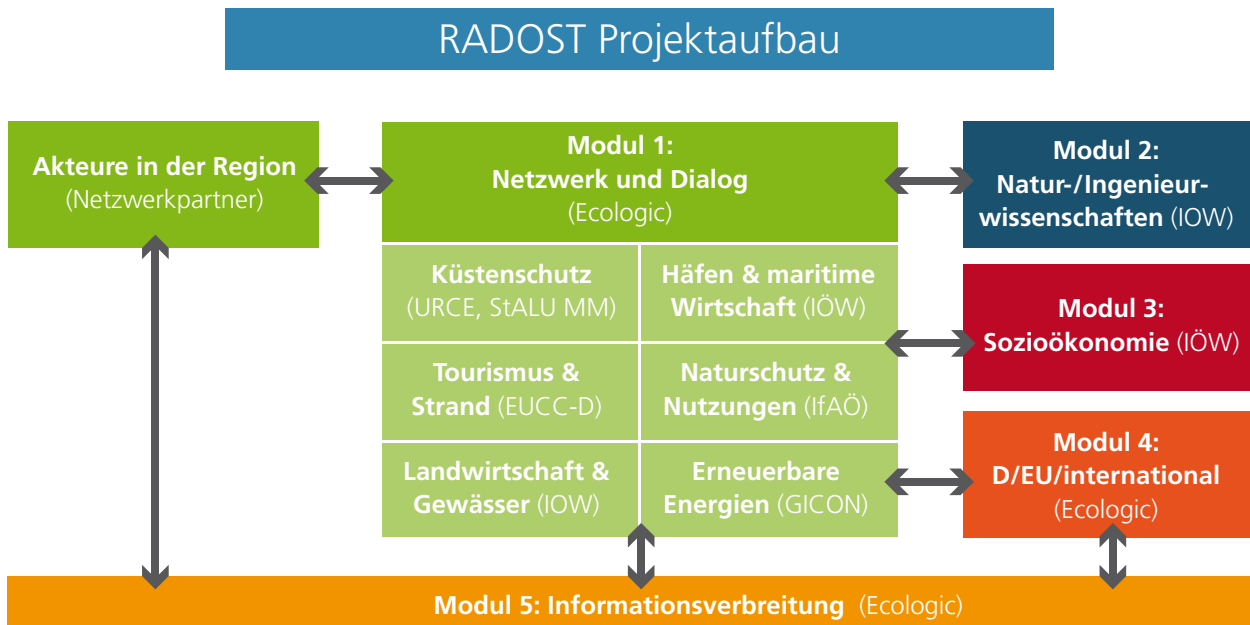 RADOST Projektaufbau
Akteure in der Region
(Netzwerkpartner)
Modul 1:
Netzwerk und Dialog
(Ecologic)
Modul 2:
Natur-/Ingenieur-
wissenschaften (IOW)
Küstenschutz
(URCE, StALU MM)
Häfen & maritime
Wirtschaft (IÖW)
Modul 3:
Sozioökonomie (IÖW)
Tourismus &
Strand (EUCC-D)
Naturschutz &
Nutzungen (IfAÖ)
Landwirtschaft &
Gewässer (IOW)
Erneuerbare
Energien (GICON)
Modul 4:
D/EU/international
(Ecologic)
Modul 5: Informationsverbreitung (Ecologic)